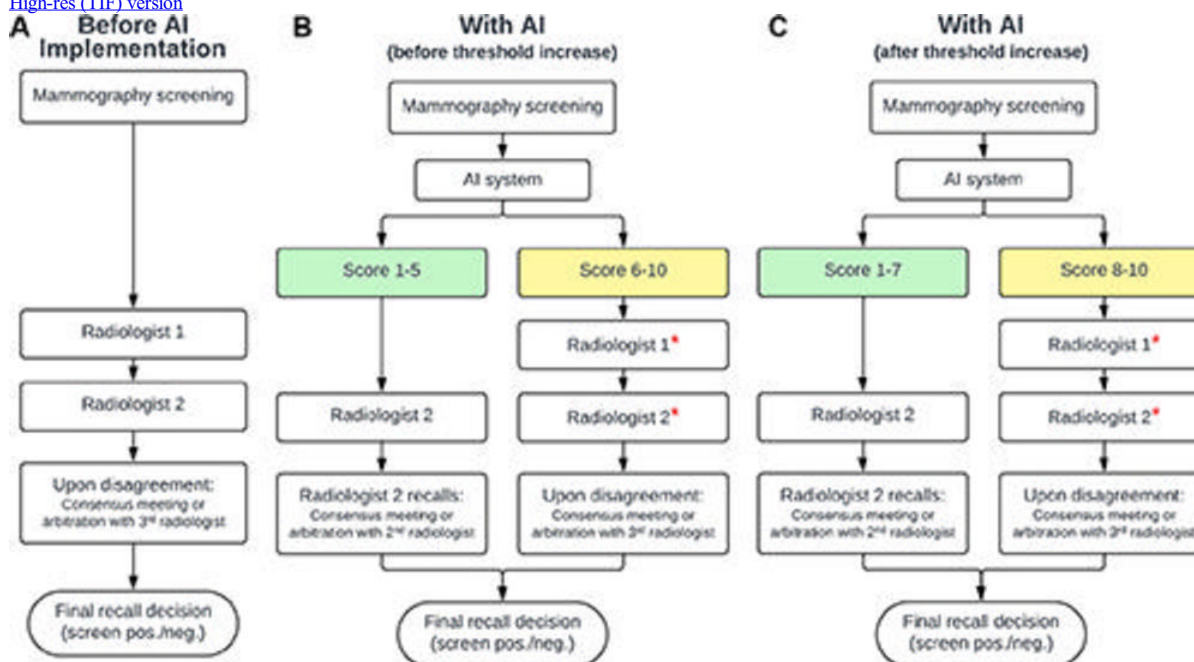 High-res (TIF) version
A Before AI
Implementation
Mammography screening
Radiologist 1
Radiologist 2
Upon disagreement:
Consensus meeting or
arbitration with 3rd radiologist
Final recall decision
(screen pos./neg.)
B With AI
(before threshold increase)
Mammography screening
AI system
Score 1-5
Radiologist 2
Radiologist 2 recalls:
Consensus meeting or
arbitration with 2nd radiologist
Score 6-10
Radiologist 1*
Radiologist 2*
Upon disagreement:
Consensus meeting or
arbitration with 3rd radiologist
Final recall decision
(screen pos./neg.)
C With AI
(after threshold increase)
Mammography screening
AI system
Score 1-7
Radiologist 2
Radiologist 2 recalls:
Consensus meeting or
arbitration with 2nd radiologist
Score 8-10
Radiologist 1*
Radiologist 2*
Upon disagreement:
Consensus meeting or
arbitration with 3rd radiologist
Final recall decision
(screen pos./neg.)